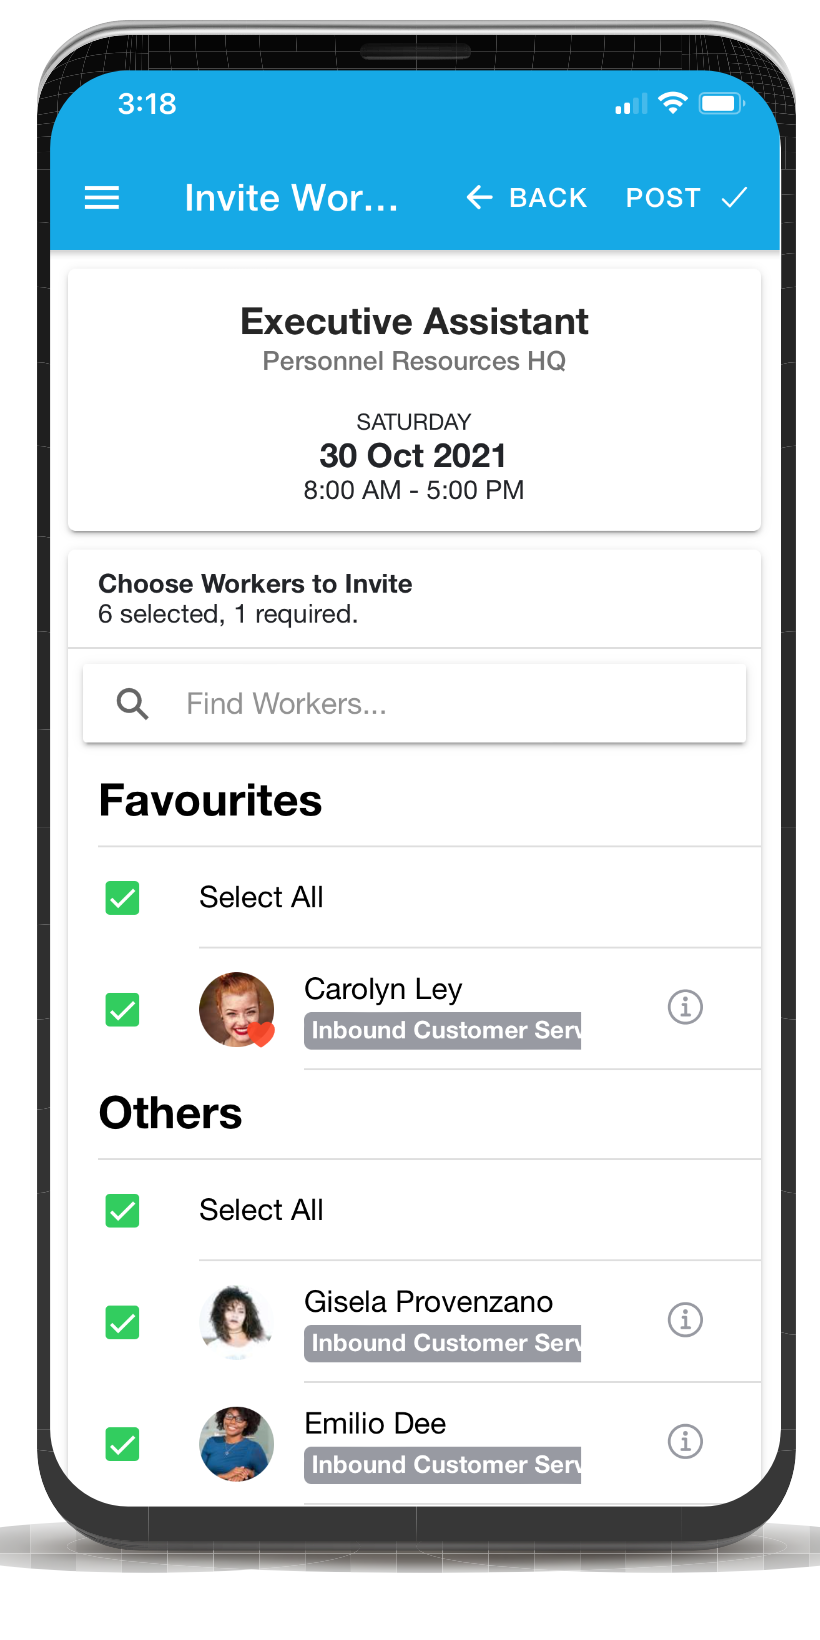 3:18
Invite Wor...
BACK
POST
Executive Assistant
Personnel Resources HQ
SATURDAY
30 Oct 2021
8:00 AM - 5:00 PM
Choose Workers to Invite
6 selected, 1 required.
Find Workers...
Favourites
Select All
Carolyn Ley
Inbound Customer Serv
Others
Select All
Gisela Provenzano
Inbound Customer Serv
Emilio Dee
Inbound Customer Serv